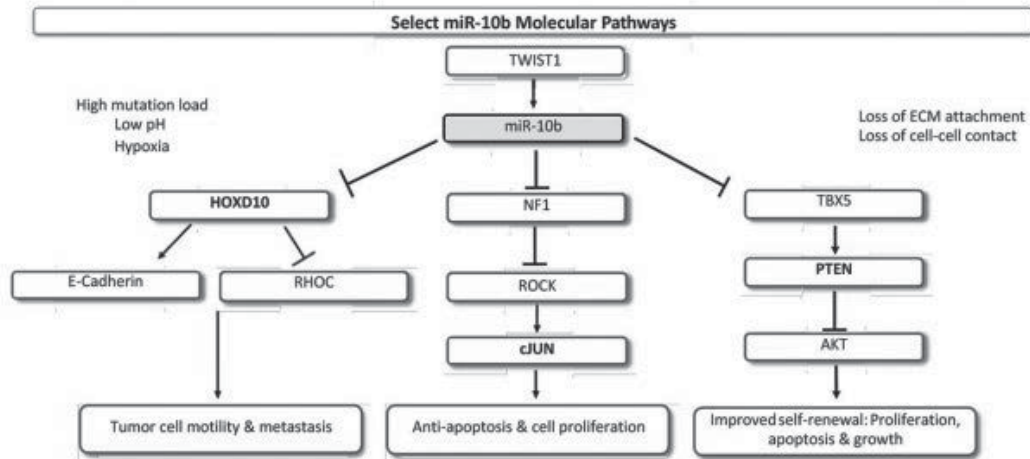 Select miR-10b Molecular Pathways
TWIST1
High mutation load
Low pH
Hypoxia
miR-10b
Loss of ECM attachment
Loss of cell-cell contact
HOXD10
NF1
TBX5
E-Cadherin
RHOC
ROCK
PTEN
cJUN
AKT
Tumor cell motility & metastasis
Anti-apoptosis & cell proliferation
Improved self-renewal: Proliferation,
apoptosis & growth